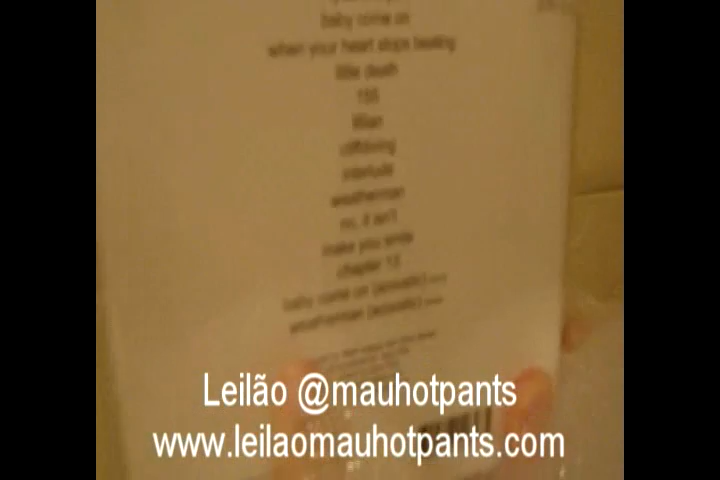 baby come on
when your heart stops beating
little death
155
lillian
cliffdiving
interlude
weatherman
no, it isn't
make you smile
chapter 13
baby come on (acoustic)
weatherman (acoustic)
Leilão @mauhotpants
www.leilaomauhotpants.com